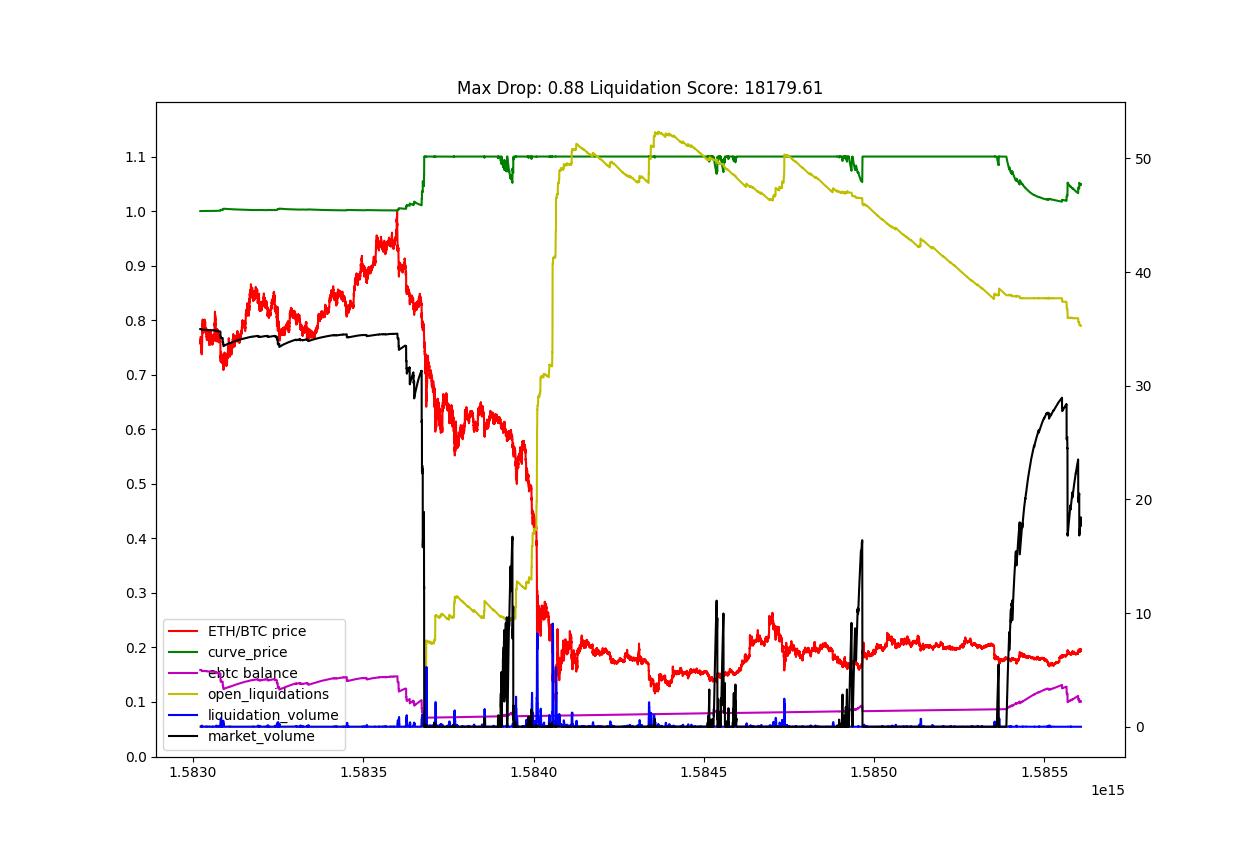 Max Drop: 0.88 Liquidation Score: 18179.61
1.1
1.0
0.9
0.8
0.7
0.6
0.5
0.4
0.3
0.2
0.1
0.0
50
40
30
20
10
0
ETH/BTC price
curve_price
ebtc balance
open_liquidations
liquidation_volume
market_volume
1.5830 1.5835 1.5840 1.5845 1.5850 1.5855
1e15